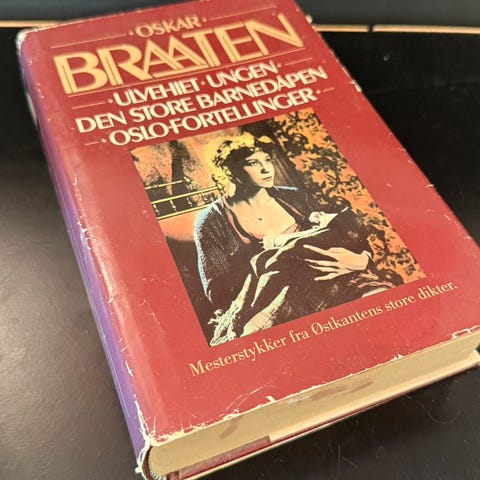 · OSKAR ·
BRAATEN
· ULVEHIET · UNGEN ·
DEN STORE BARNEDÅPEN
· OSLO-FORTELLINGER ·
Mesterstykker fra Østkantens store dikter.